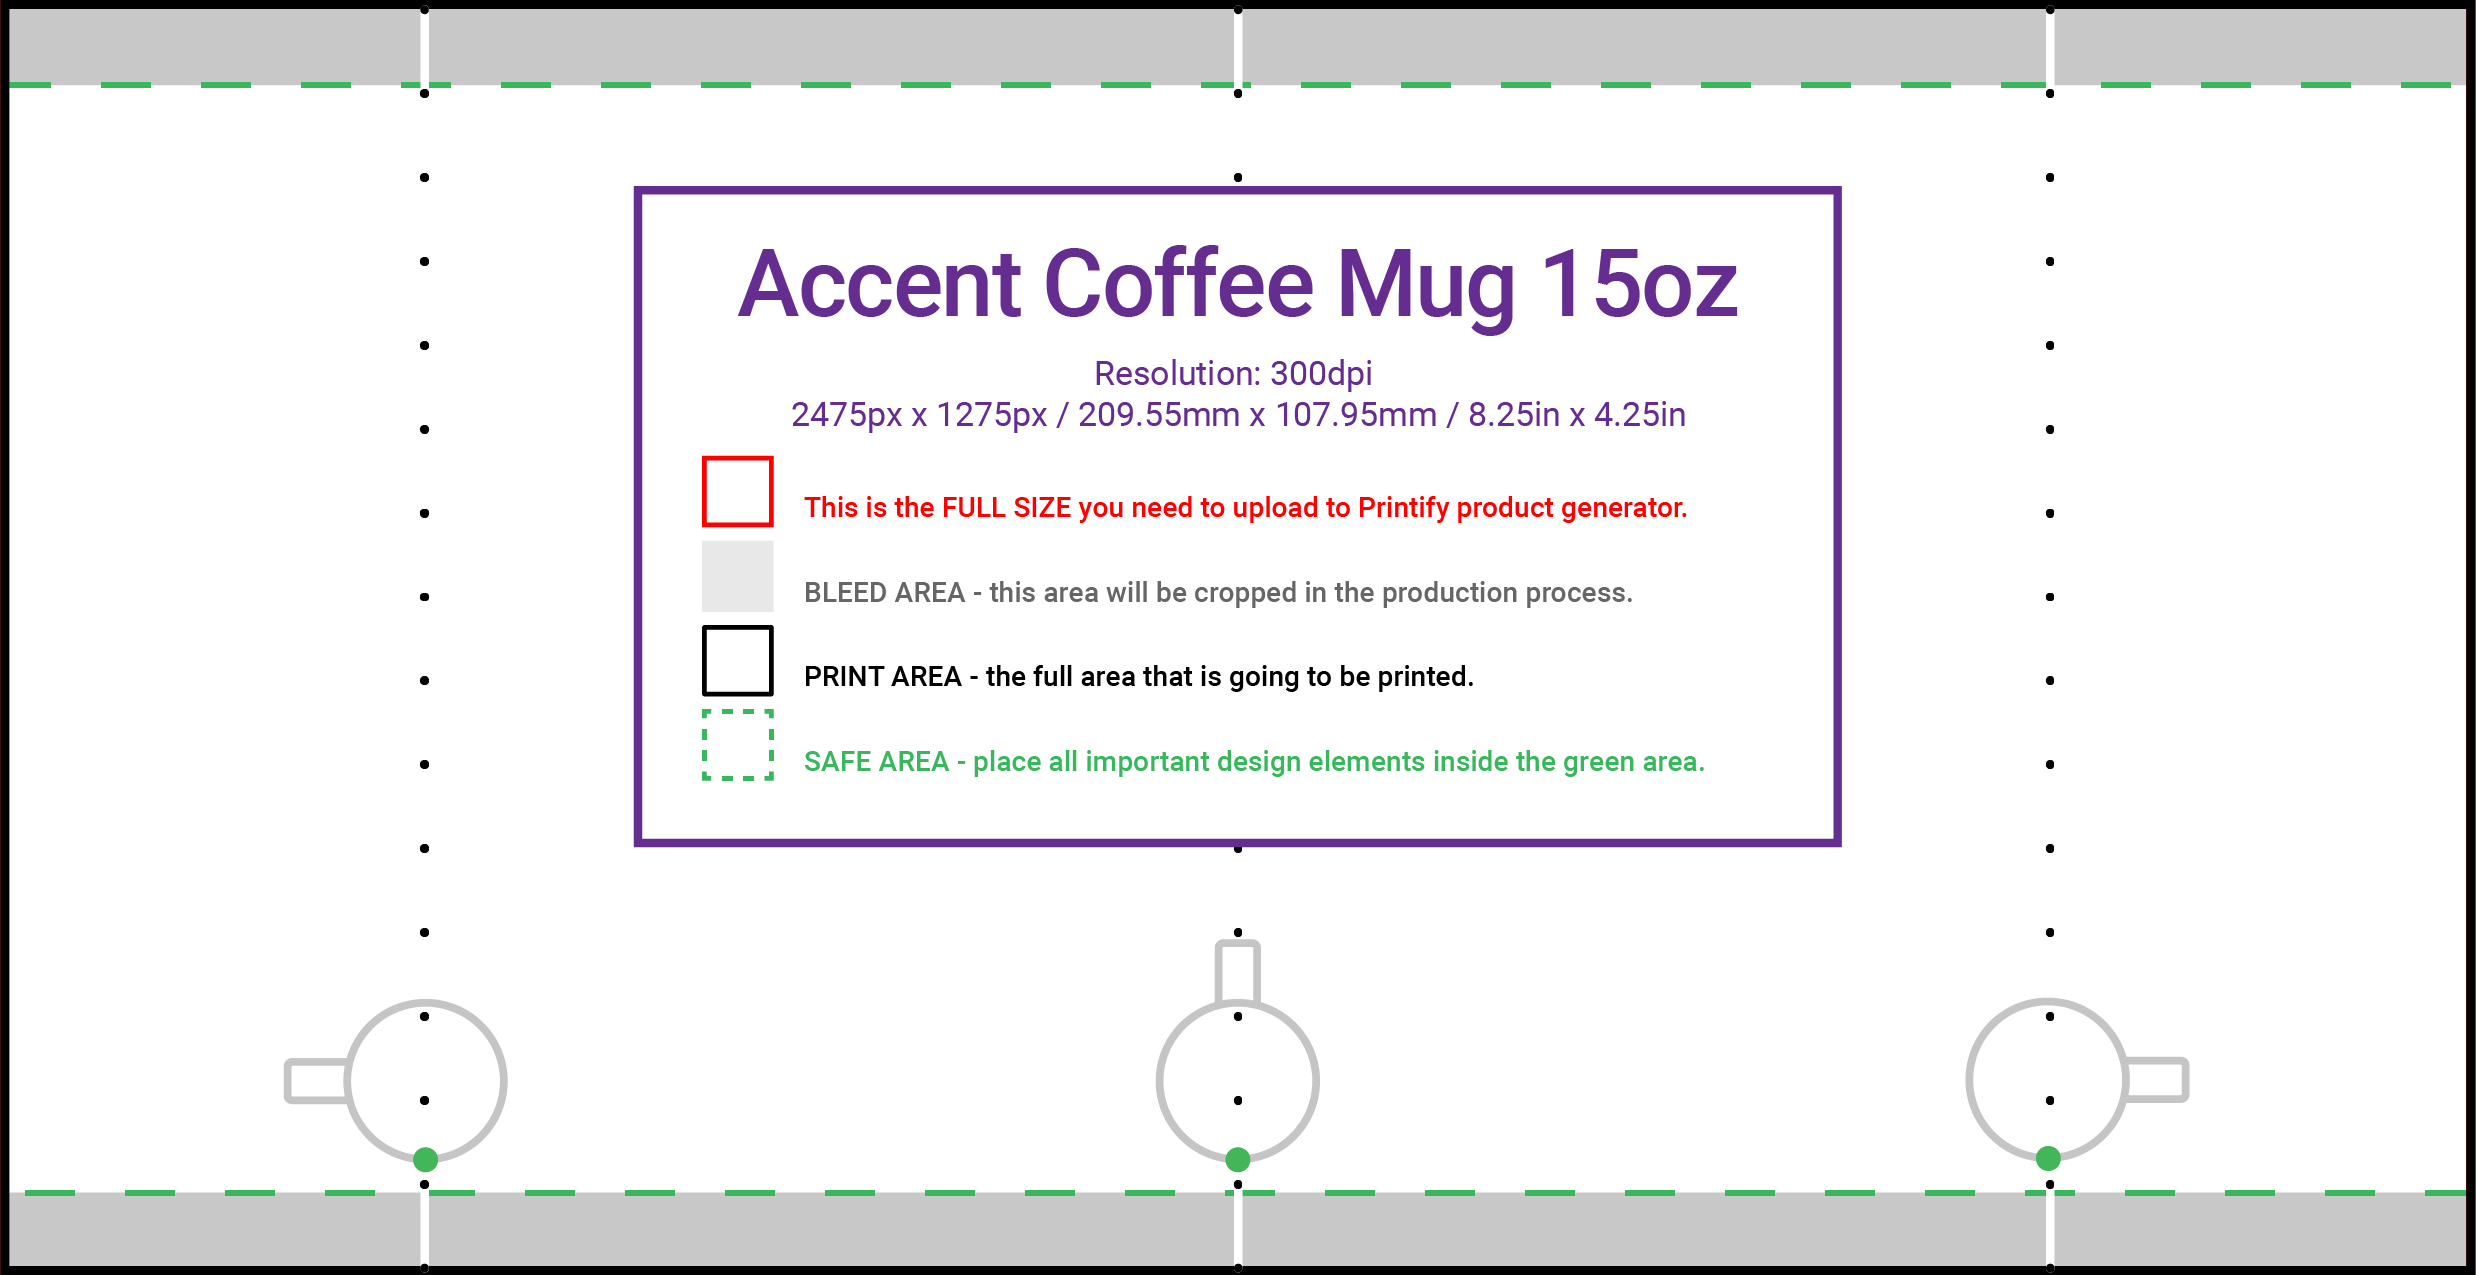 Accent Coffee Mug 15oz
Resolution: 300dpi
2475px x 1275px / 209.55mm x 107.95mm / 8.25in x 4.25in
This is the FULL SIZE you need to upload to Printify product generator.
BLEED AREA - this area will be cropped in the production process.
PRINT AREA - the full area that is going to be printed.
SAFE AREA - place all important design elements inside the green area.